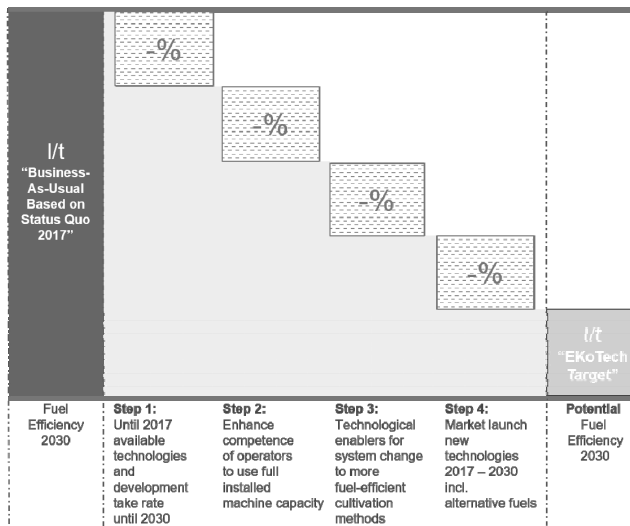 -%
-%
-%
-%
l/t
"Business-
As-Usual
Based on
Status Quo
2017"
l/t
"EKoTech
Target"
Fuel
Efficiency
2030
Step 1:
Until 2017
available
technologies
and
development
take rate
until 2030
Step 2:
Enhance
competence
of operators
to use full
installed
machine capacity
Step 3:
Technological
enablers for
system change
to more
fuel-efficient
cultivation
methods
Step 4:
Market launch
new
technologies
2017 – 2030
incl.
alternative fuels
Potential
Fuel
Efficiency
2030